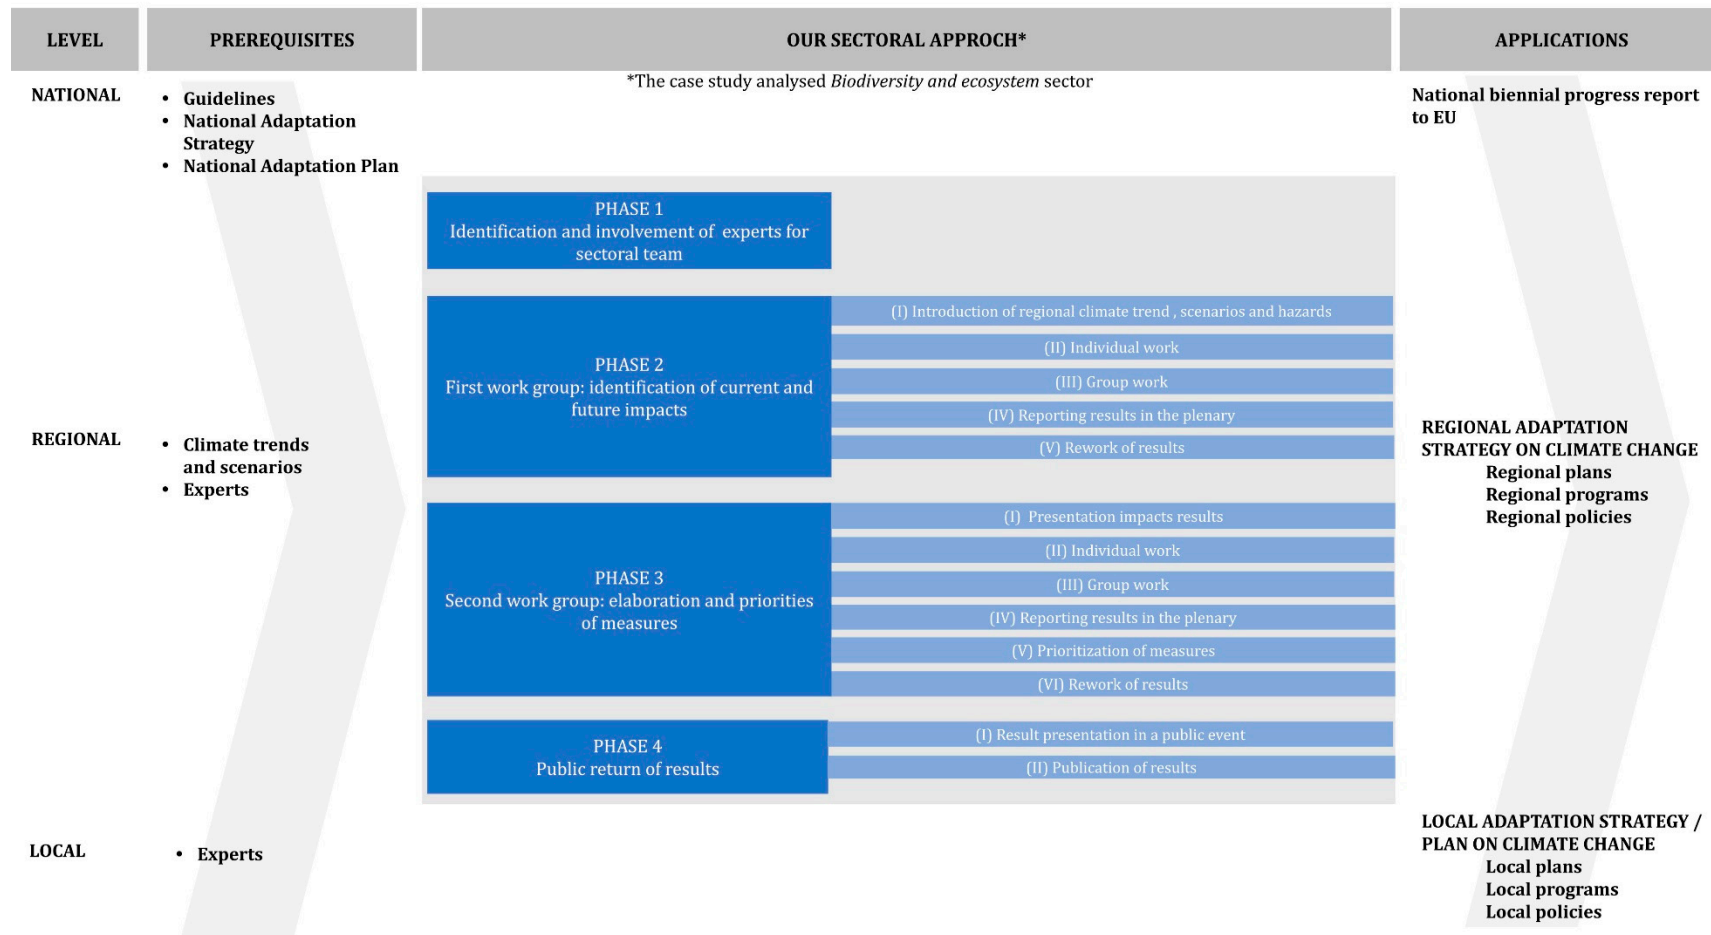 LEVEL
PREREQUISITES
OUR SECTORAL APPROCH*
APPLICATIONS
*The case study analysed Biodiversity and ecosystem sector
NATIONAL
• Guidelines
• National Adaptation
Strategy
• National Adaptation Plan
National biennial progress report
to EU
PHASE 1
Identification and involvement of experts for
sectoral team
PHASE 2
First work group: identification of current and
future impacts
(I) Introduction of regional climate trend , scenarios and hazards
(II) Individual work
(III) Group work
(IV) Reporting results in the plenary
(V) Rework of results
REGIONAL
• Climate trends
and scenarios
• Experts
REGIONAL ADAPTATION
STRATEGY ON CLIMATE CHANGE
Regional plans
Regional programs
Regional policies
PHASE 3
Second work group: elaboration and priorities
of measures
(I) Presentation impacts results
(II) Individual work
(III) Group work
(IV) Reporting results in the plenary
(V) Prioritization of measures
(VI) Rework of results
PHASE 4
Public return of results
(I) Result presentation in a public event
(II) Publication of results
LOCAL
• Experts
LOCAL ADAPTATION STRATEGY /
PLAN ON CLIMATE CHANGE
Local plans
Local programs
Local policies